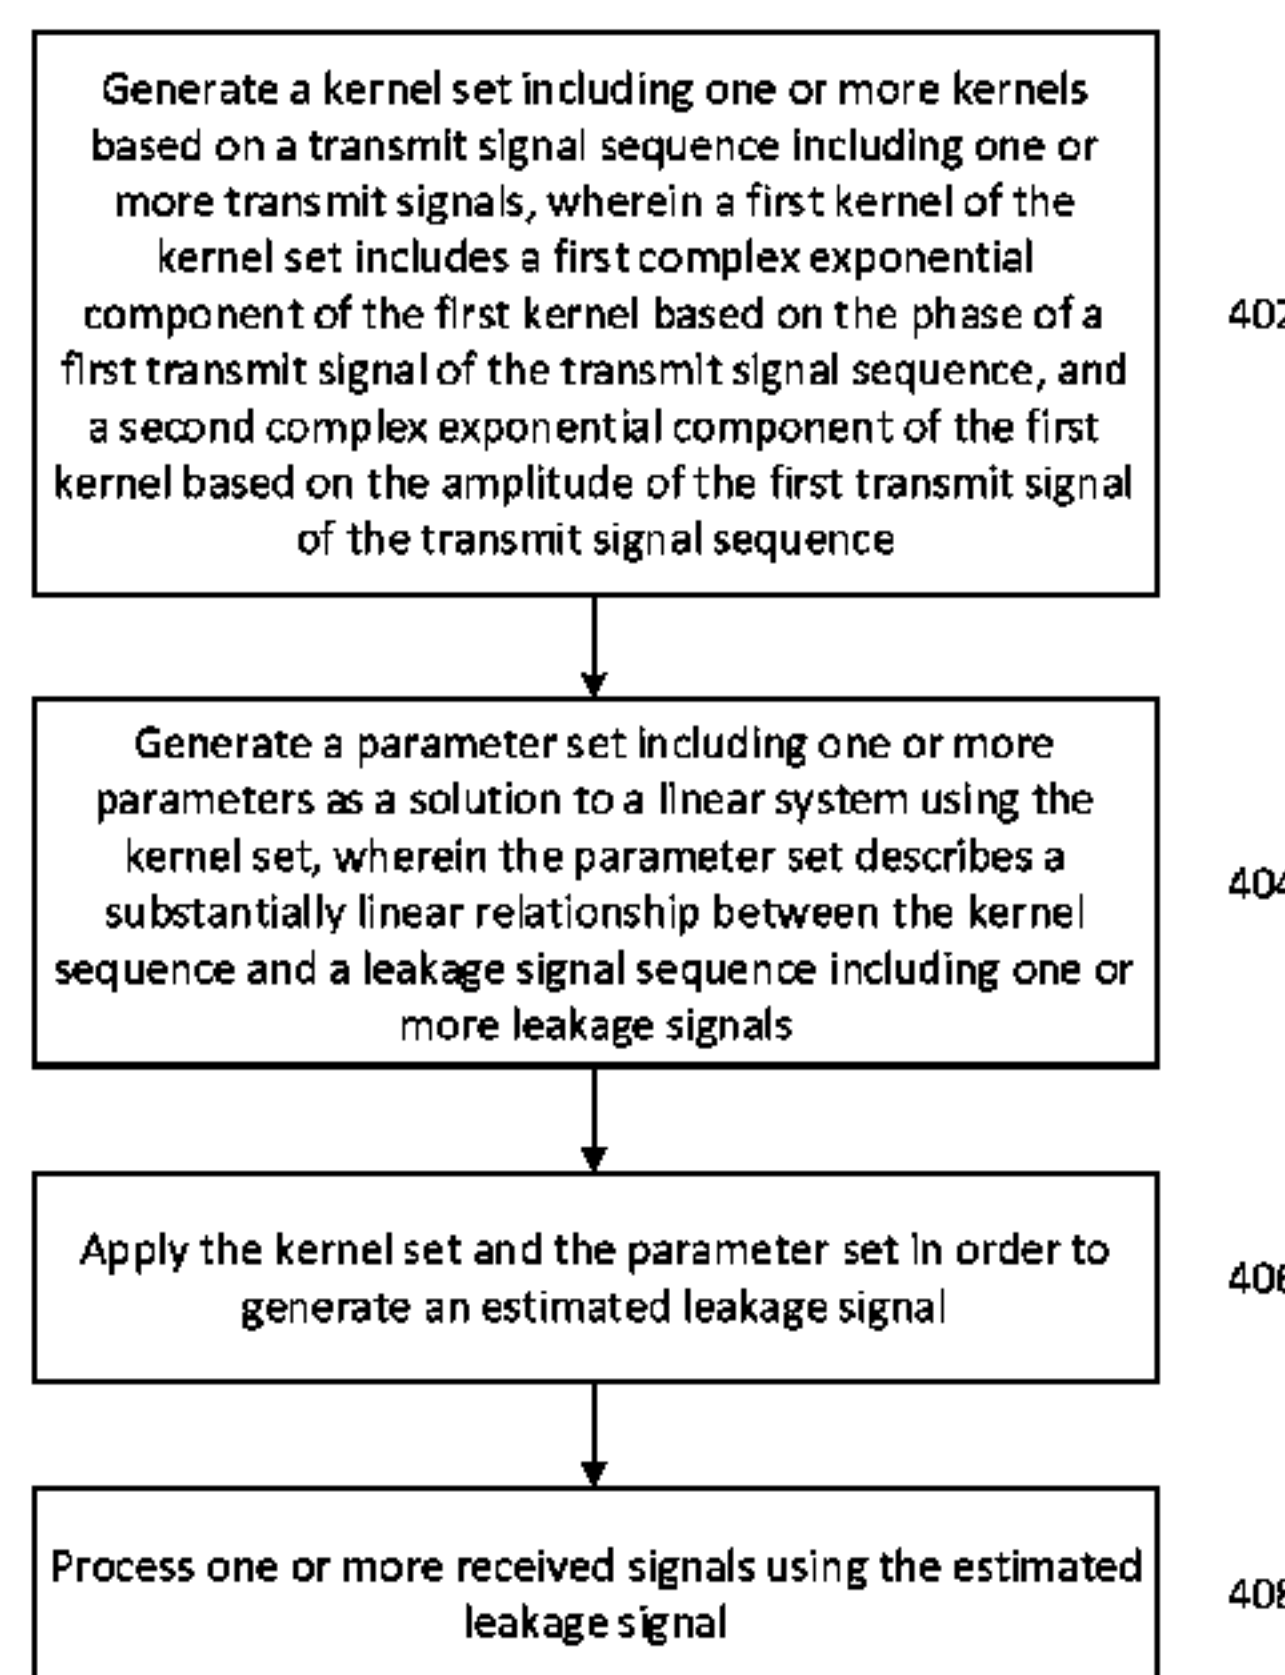 Generate a kernel set including one or more kernels
based on a transmit signal sequence including one or
more transmit signals, wherein a first kernel of the
kernel set includes a first complex exponential
component of the first kernel based on the phase of a
402
first transmit signal of the transmit signal sequence, and
a second complex exponential component of the first
kernel based on the amplitude of the first transmit signal
of the transmit signal sequence
Generate a parameter set including one or more
parameters as a solution to a linear system using the
kernel set, wherein the parameter set describes a
404
substantially linear relationship between the kernel
sequence and a leakage signal sequence including one or
more leakage signals
Apply the kernel set and the parameter set in order to
406
generate an estimated leakage signal
Process one or more received signals using the estimated
408
leakage signal